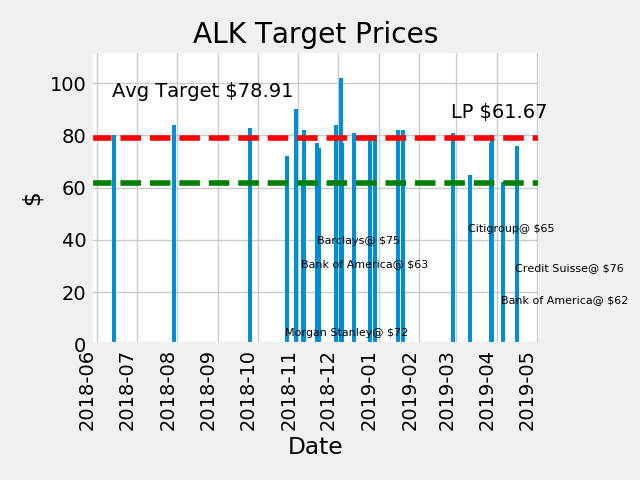 ALK Target Prices
100
Avg Target $78.91
LP $61.67
80
60
$
40
20
0
Citigroup@ $65
Barclays@ $75
Bank of America@ $63
Credit Suisse@ $76
Bank of America@ $62
Morgan Stanley@ $72
2018-06
2018-07
2018-08
2018-09
2018-10
2018-11
2018-12
2019-01
2019-02
2019-03
2019-04
2019-05
Date